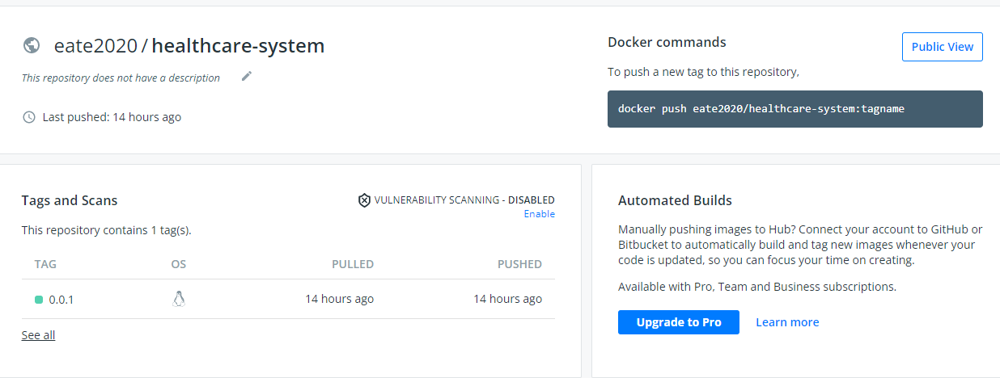 eate2020 / healthcare-system
This repository does not have a description
Last pushed: 14 hours ago
Docker commands
Public View
To push a new tag to this repository,
docker push eate2020/healthcare-system:tagname
Tags and Scans
VULNERABILITY SCANNING - DISABLED
Enable
This repository contains 1 tag(s).
TAG OS PULLED PUSHED
0.0.1 14 hours ago 14 hours ago
See all
Automated Builds
Manually pushing images to Hub? Connect your account to GitHub or
Bitbucket to automatically build and tag new images whenever your
code is updated, so you can focus your time on creating.
Available with Pro, Team and Business subscriptions.
Upgrade to Pro Learn more